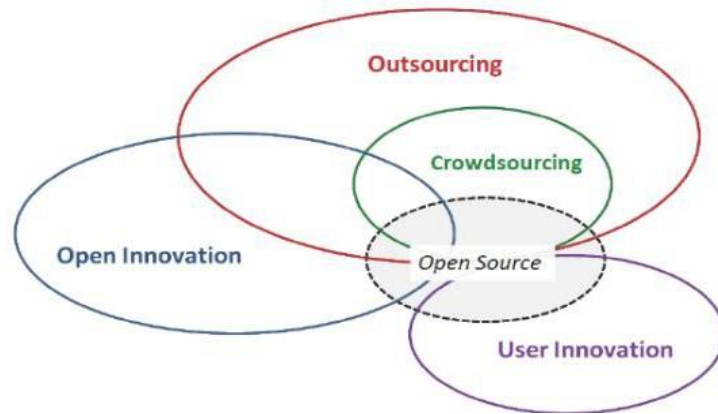 Outsourcing
Crowdsourcing
Open Innovation
Open Source
User Innovation